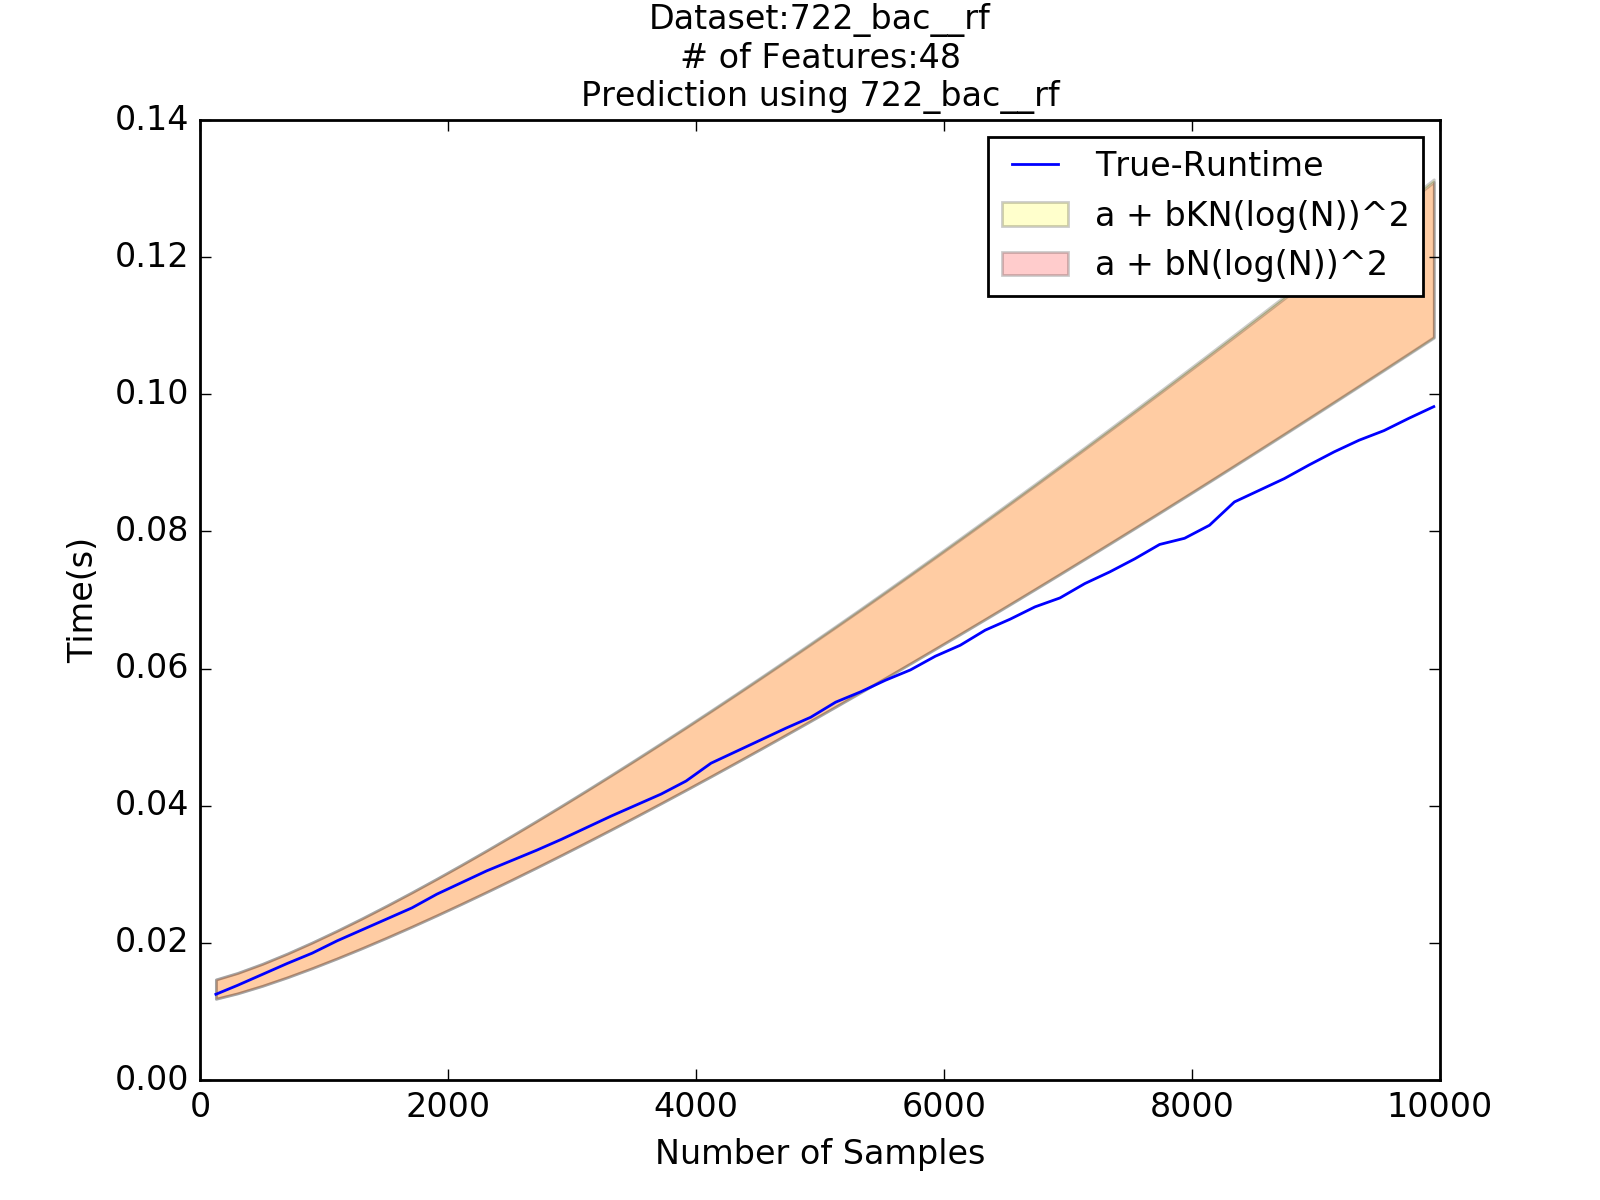 Dataset:722_bac__rf
# of Features:48
Prediction using 722_bac__rf
0.14
0.12
0.10
0.08
0.06
0.04
0.02
0.00
Time(s)
True-Runtime
a + bKN(log(N))^2
a + bN(log(N))^2
0 2000 4000 6000 8000 10000
Number of Samples